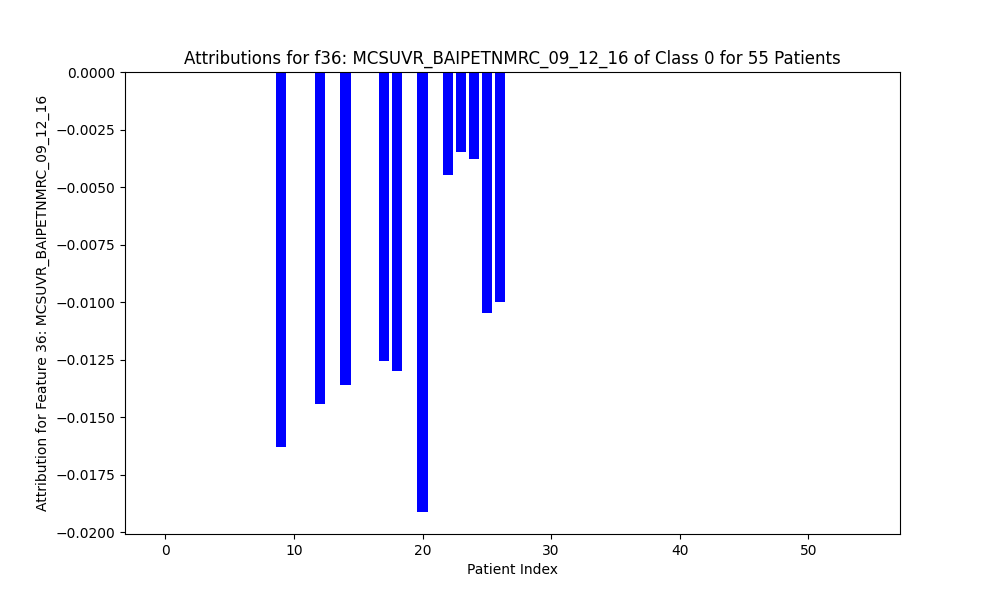 Attributions for f36: MCSUVR_BAIPETNMRC_09_12_16 of Class 0 for 55 Patients
Attribution for Feature 36: MCSUVR_BAIPETNMRC_09_12_16
0.0000
−0.0025
−0.0050
−0.0075
−0.0100
−0.0125
−0.0150
−0.0175
−0.0200
0 10 20 30 40 50
Patient Index